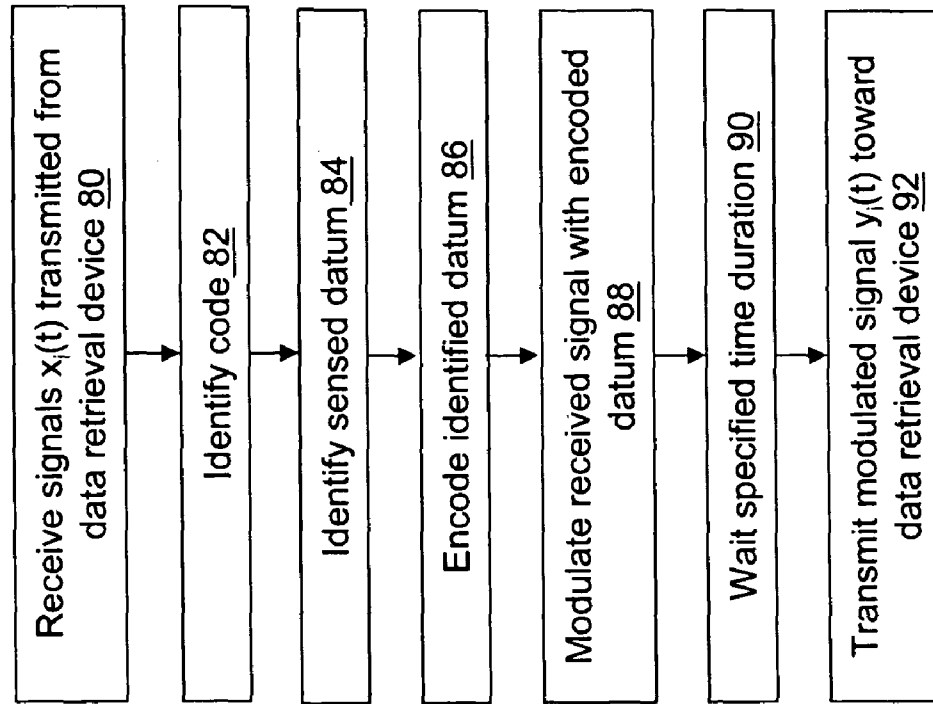 Receive signals xᵢ(t) transmitted from
data retrieval device 80
Identify code 82
Identify sensed datum 84
Encode identified datum 86
Modulate received signal with encoded
datum 88
Wait specified time duration 90
Transmit modulated signal yᵢ(t) toward
data retrieval device 92